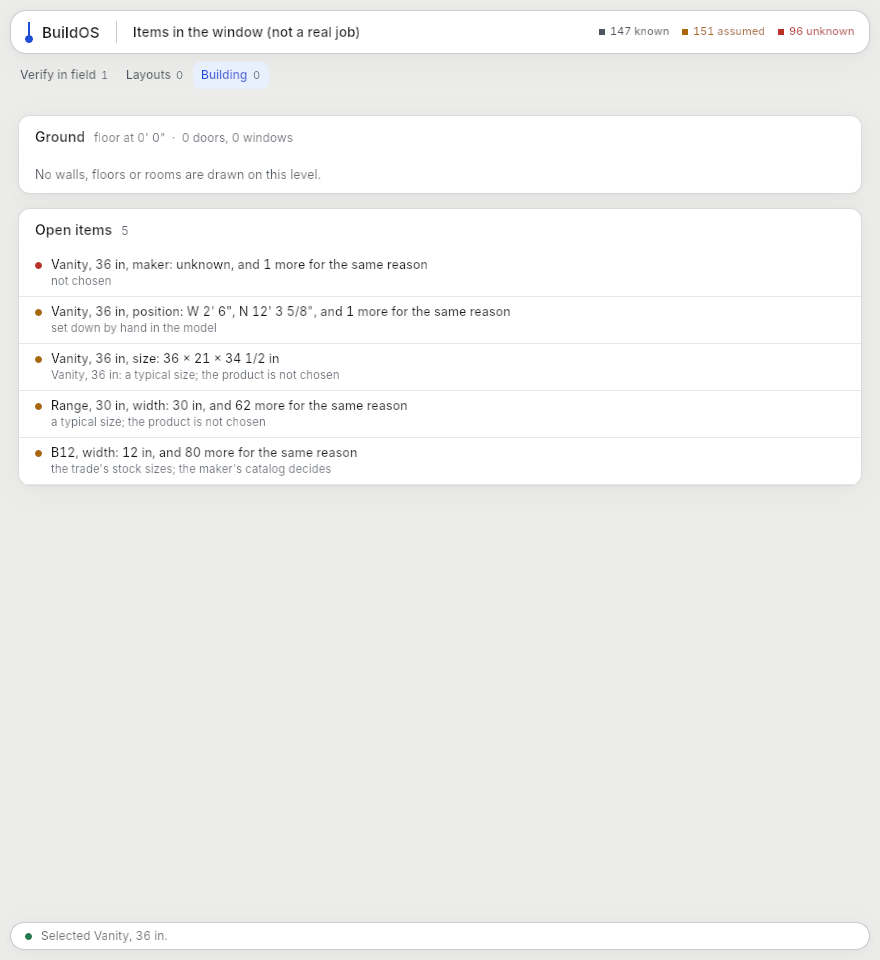 BuildOS
Items in the window (not a real job)
147 known
151 assumed
96 unknown
Verify in field 1
Layouts 0
Building 0
Ground floor at 0' 0" · 0 doors, 0 windows
No walls, floors or rooms are drawn on this level.
Open items 5
Vanity, 36 in, maker: unknown, and 1 more for the same reason
not chosen
Vanity, 36 in, position: W 2' 6", N 12' 3 5/8", and 1 more for the same reason
set down by hand in the model
Vanity, 36 in, size: 36 × 21 × 34 1/2 in
Vanity, 36 in: a typical size; the product is not chosen
Range, 30 in, width: 30 in, and 62 more for the same reason
a typical size; the product is not chosen
B12, width: 12 in, and 80 more for the same reason
the trade's stock sizes; the maker's catalog decides
Selected Vanity, 36 in.